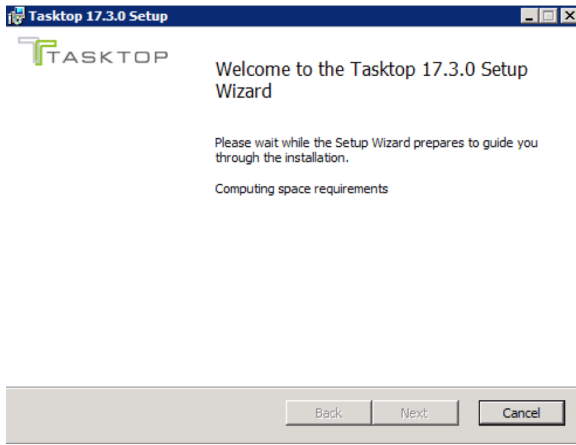 Tasktop 17.3.0 Setup
TASKTOP
Welcome to the Tasktop 17.3.0 Setup
Wizard
Please wait while the Setup Wizard prepares to guide you
through the installation.
Computing space requirements
Back
Next
Cancel